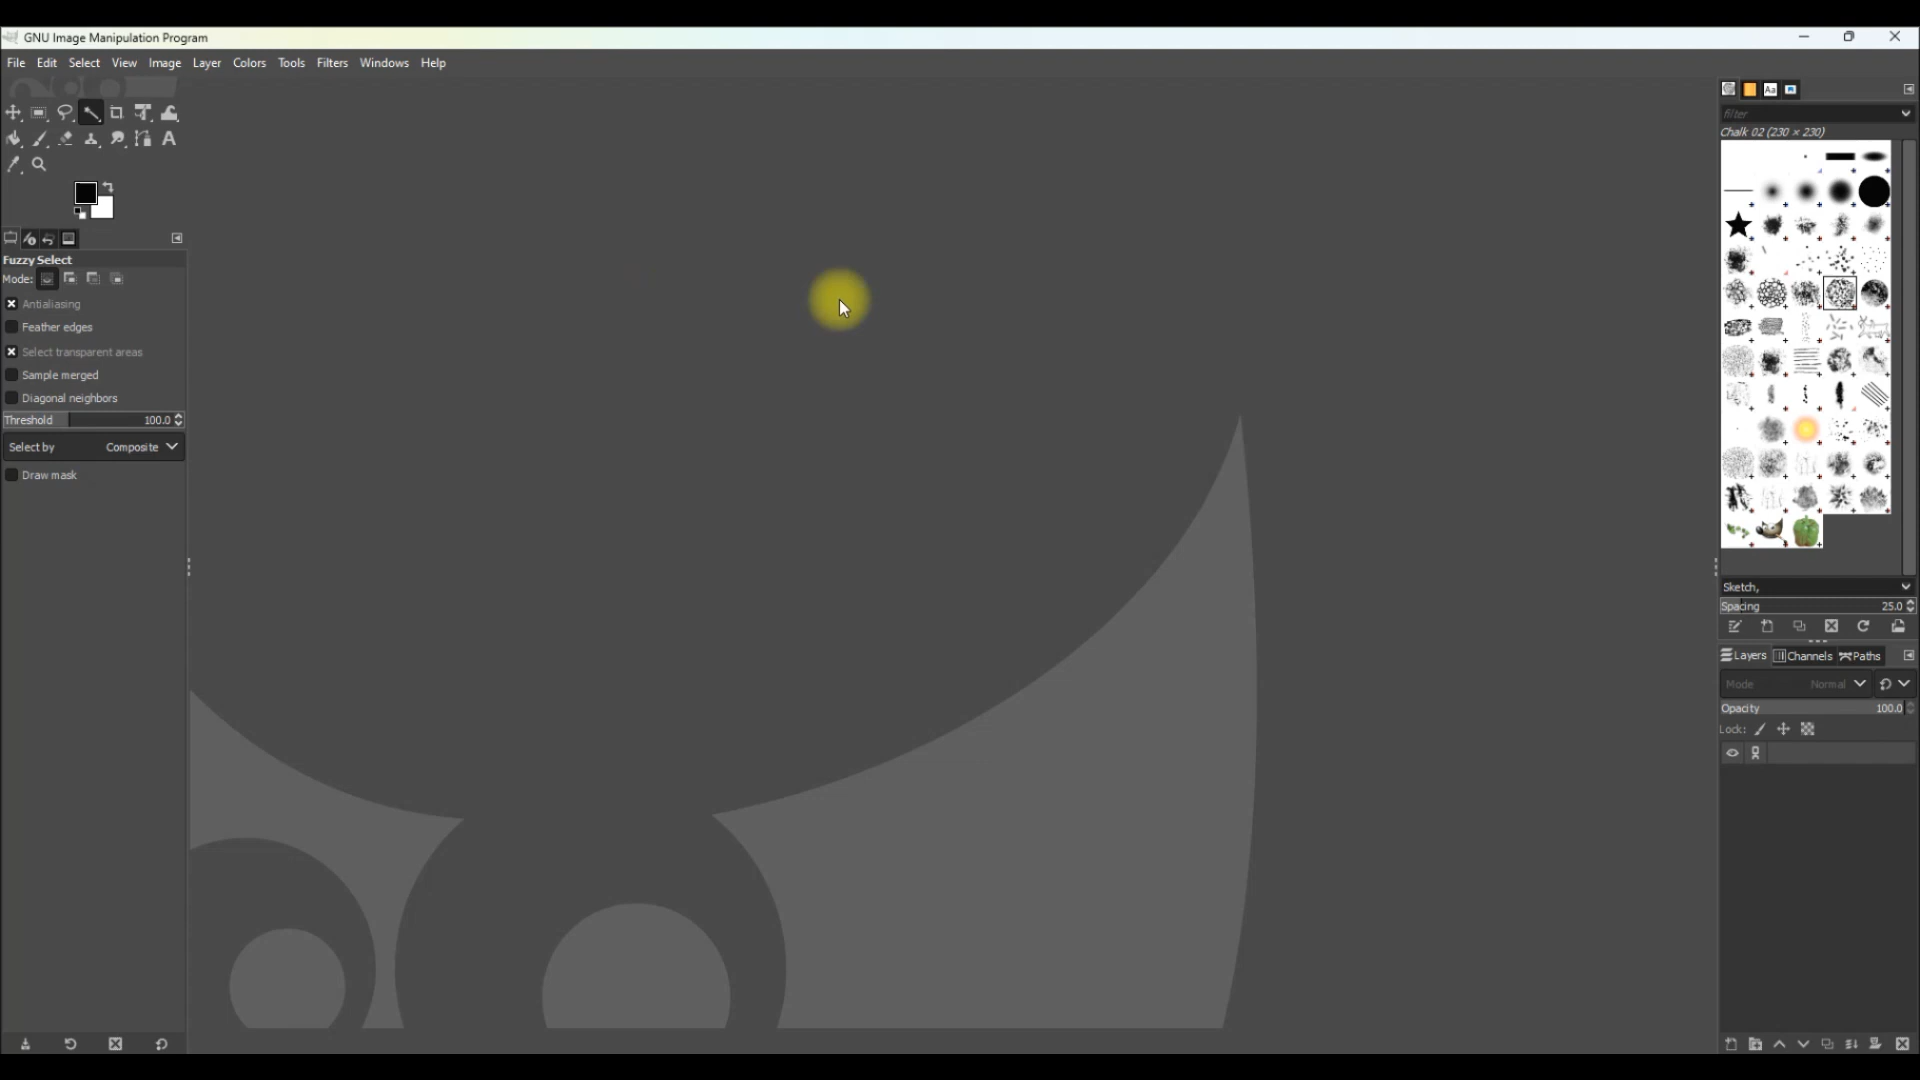 GNU Image Manipulation Program
File Edit Select View Image Layer Colors Tools Filters Windows Help
filter
Chalk 02 (230 × 230)
Fuzzy Select
Mode:
Antialiasing
Feather edges
Select transparent areas
Sample merged
Diagonal neighbors
Threshold 100.0
Select by Composite
Draw mask
Sketch,
Spacing 25.0
Layers Channels Paths
Mode Normal
Opacity 100.0
Lock: